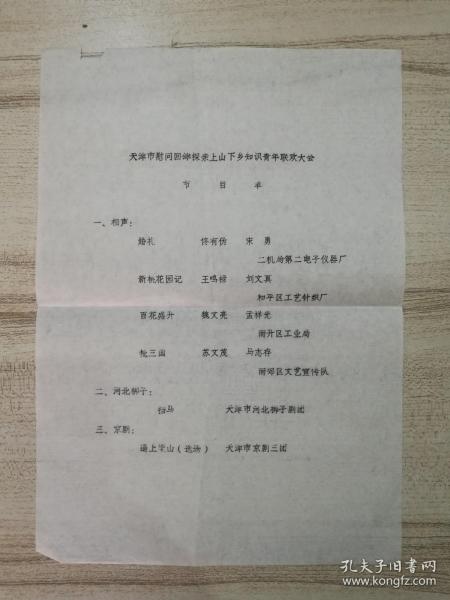 天津市慰问回津探亲上山下乡知识青年联欢大会
节 目 单
一、相声：
婚礼 佟有为 宋 勇
二机局第二电子仪器厂
新桃花园记 王鸣禄 刘文真
和平区工艺针织厂
百花盛开 魏文亮 孟祥光
南开区工业局
批三国 苏文茂 马志存
南郊区文艺宣传队
二、河北梆子：
挡马 天津市河北梆子剧团
三、京剧：
逼上梁山（选场） 天津市京剧三团
孔夫子旧书网
www.kongfz.com